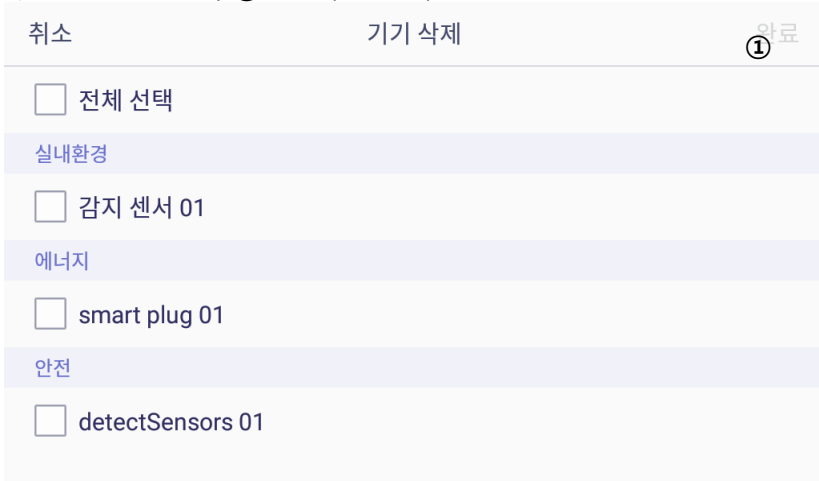 취소 기기 삭제 완료
①
전체 선택
실내환경
감지 센서 01
에너지
smart plug 01
안전
detectSensors 01